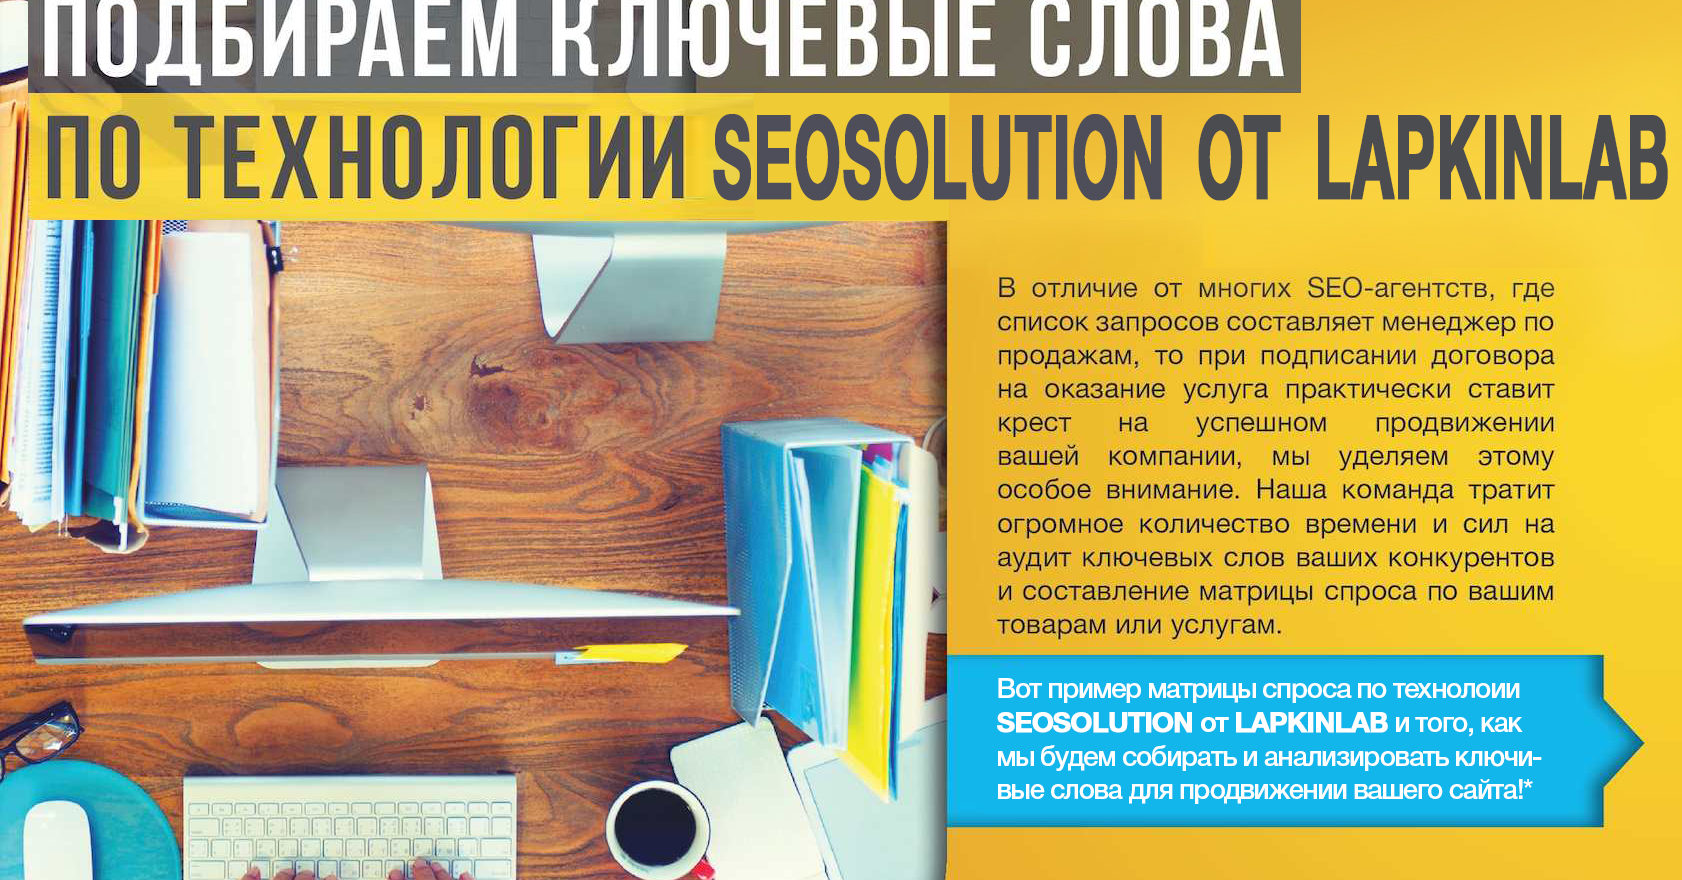 ПОДБИРАЕМ КЛЮЧЕВЫЕ СЛОВА
ПО ТЕХНОЛОГИИ SEOSOLUTION ОТ LAPKINLAB
В отличие от многих SEO-агентств, где
список запросов составляет менеджер по
продажам, то при подписании договора
на оказание услуга практически ставит
крест на успешном продвижении
вашей компании, мы уделяем этому
особое внимание. Наша команда тратит
огромное количество времени и сил на
аудит ключевых слов ваших конкурентов
и составление матрицы спроса по вашим
товарам или услугам.
Вот пример матрицы спроса по технолоии
SEOSOLUTION от LAPKINLAB и того, как
мы будем собирать и анализировать ключи-
вые слова для продвижении вашего сайта!*